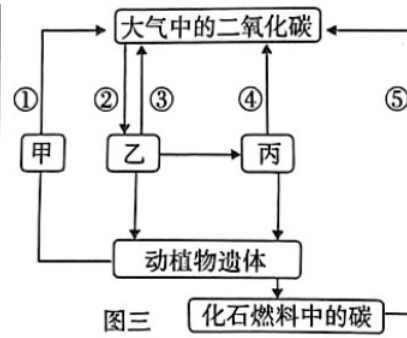 大气中的二氧化碳
① ② ③ ④ ⑤
甲 乙 丙
动植物遗体
图三 化石燃料中的碳